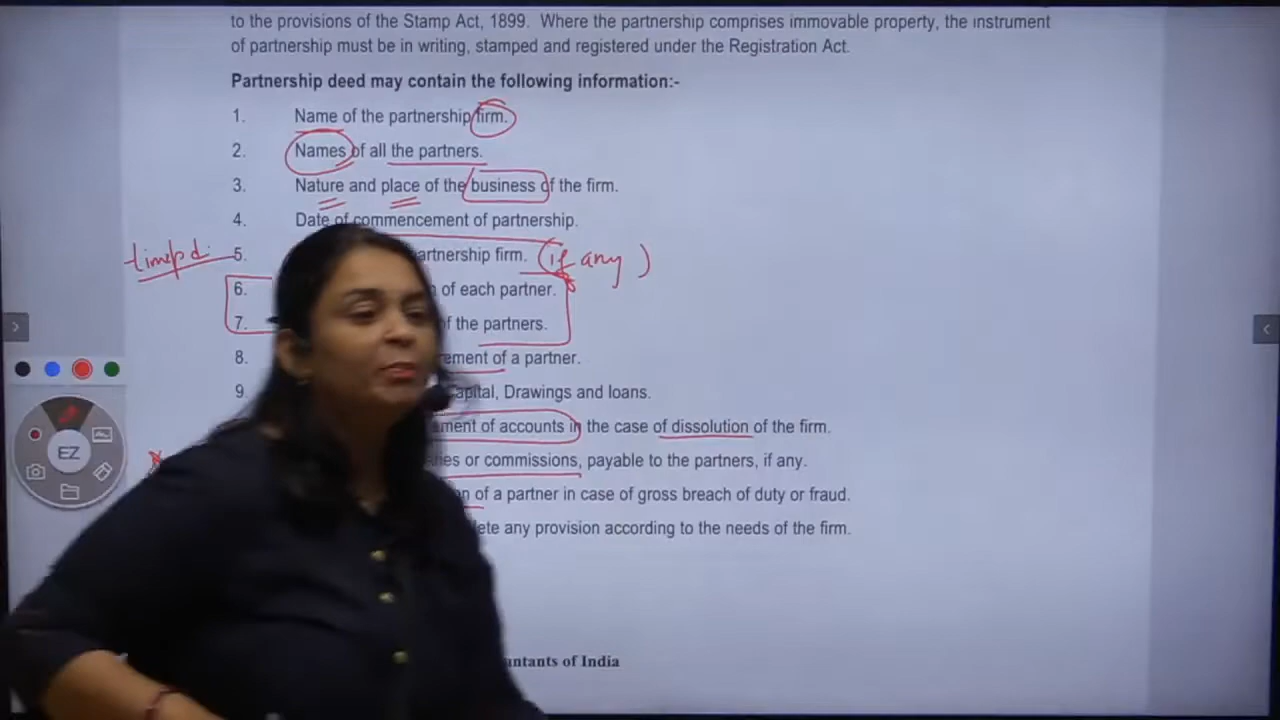 to the provisions of the Stamp Act, 1899. Where the partnership comprises immovable property, the instrument
of partnership must be in writing, stamped and registered under the Registration Act.
Partnership deed may contain the following information:-
1. Name of the partnership firm.
2. Names of all the partners.
3. Nature and place of the business of the firm.
4. Date of commencement of partnership.
5. artnership firm. (if any)
6. of each partner.
7. f the partners.
8. ement of a partner.
9. apital, Drawings and loans.
ment of accounts in the case of dissolution of the firm.
ries or commissions, payable to the partners, if any.
n of a partner in case of gross breach of duty or fraud.
ete any provision according to the needs of the firm.
EZ
untants of India